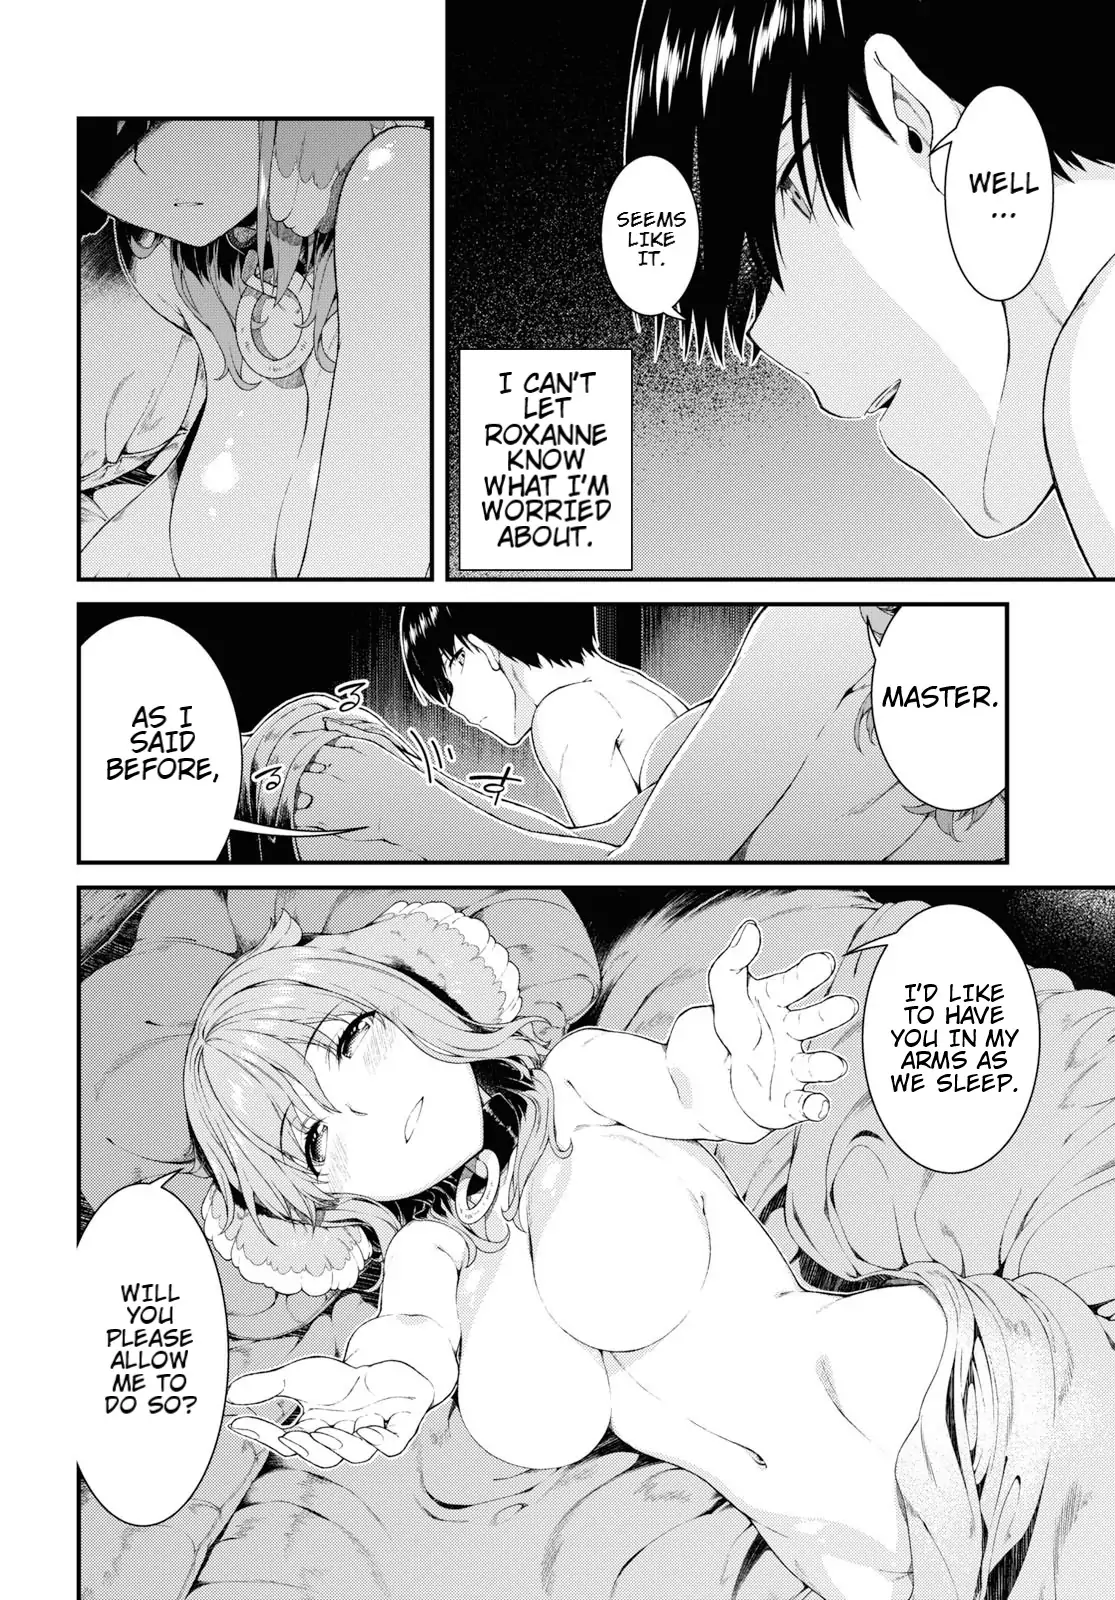 WELL
...
SEEMS
LIKE
IT.
I CAN'T
LET
ROXANNE
KNOW
WHAT I'M
WORRIED
ABOUT.
MASTER.
AS I
SAID
BEFORE,
I'D LIKE
TO HAVE
YOU IN MY
ARMS AS
WE SLEEP.
WILL
YOU
PLEASE
ALLOW
ME TO
DO SO?